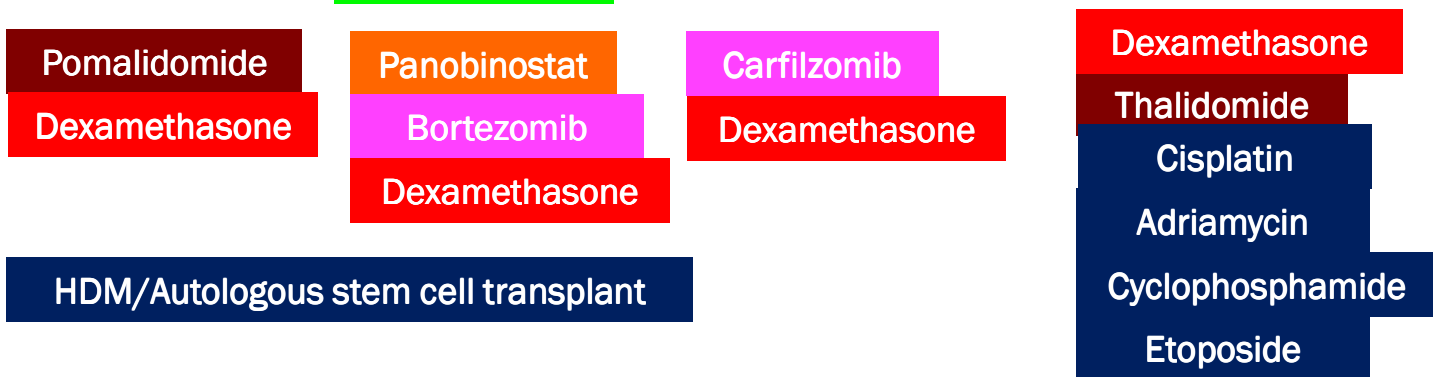 Pomalidomide
Dexamethasone
Panobinostat
Bortezomib
Dexamethasone
Carfilzomib
Dexamethasone
HDM/Autologous stem cell transplant
Dexamethasone
Thalidomide
Cisplatin
Adriamycin
Cyclophosphamide
Etoposide